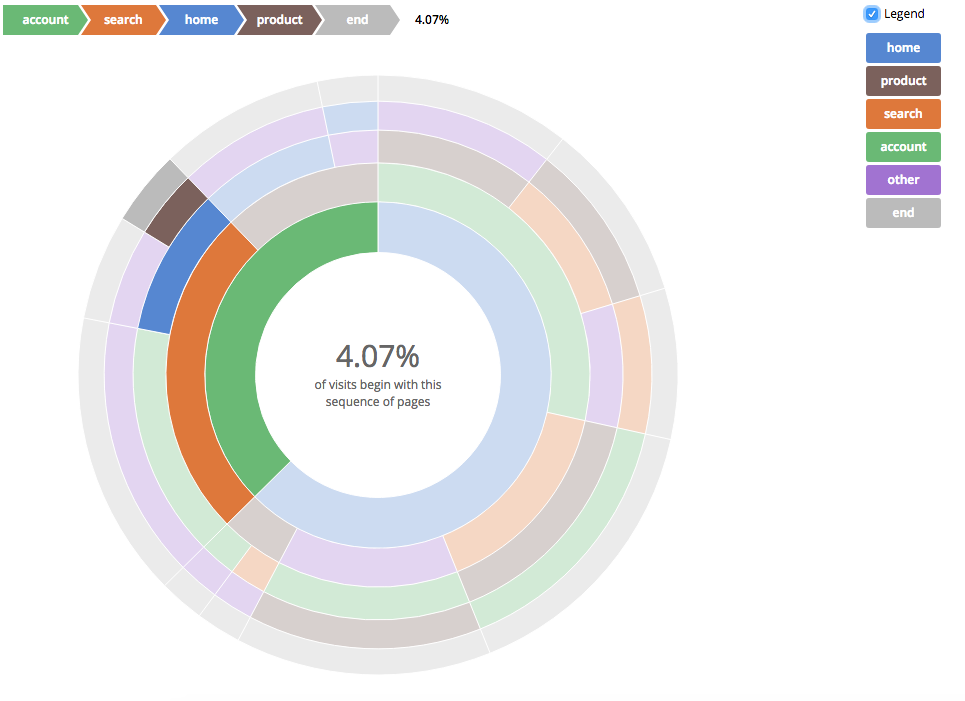 account search home product end 4.07%
Legend
home
product
search
account
other
end
4.07%
of visits begin with this
sequence of pages